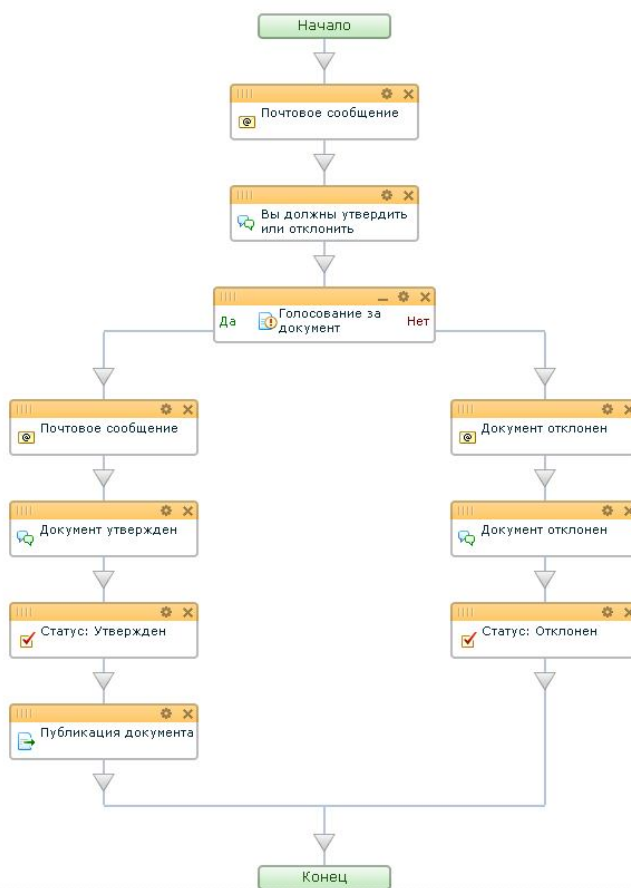 Начало
Почтовое сообщение
Вы должны утвердить
или отклонить
Да
Голосование за
документ
Нет
Почтовое сообщение
Документ отклонен
Документ утвержден
Документ отклонен
Статус: Утвержден
Статус: Отклонен
Публикация документа
Конец